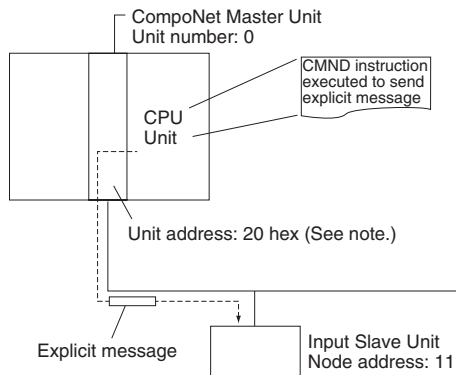 CompoNet Master Unit
Unit number: 0
CMND instruction
executed to send
explicit message
CPU
Unit
Unit address: 20 hex (See note.)
Explicit message
Input Slave Unit
Node address: 11